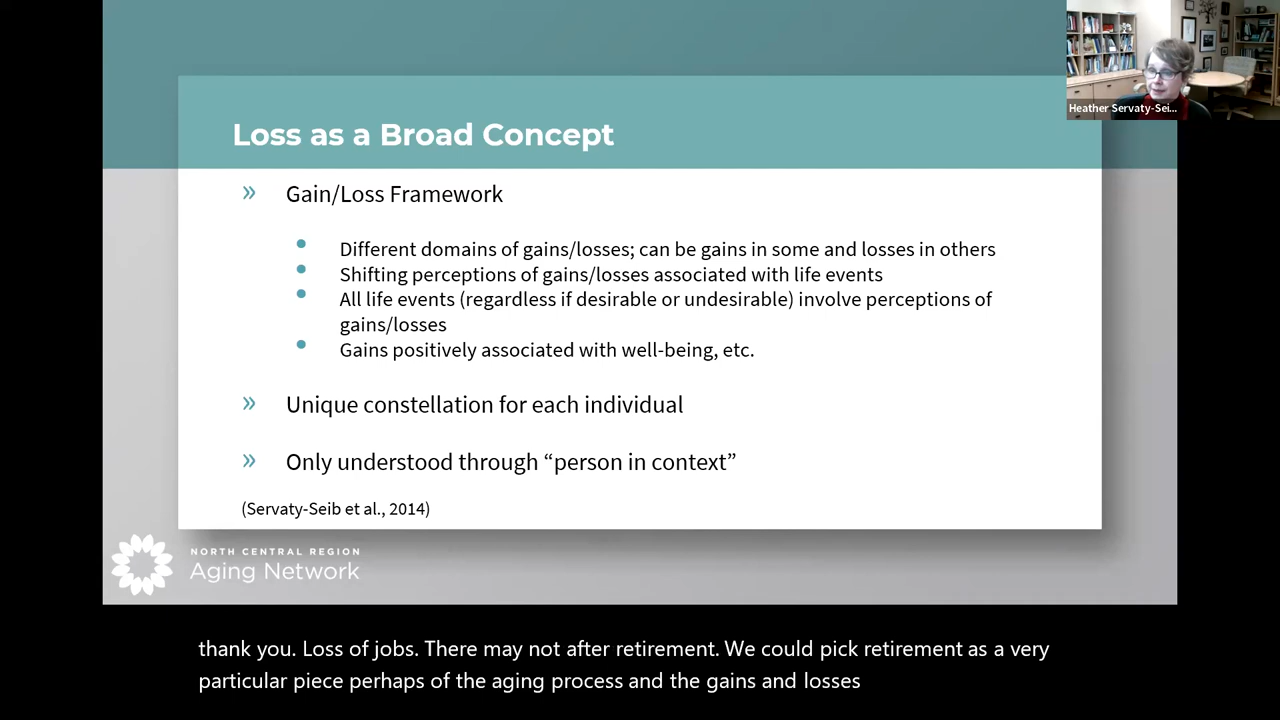 Heather Servaty-Sei...
Loss as a Broad Concept
» Gain/Loss Framework
• Different domains of gains/losses; can be gains in some and losses in others
• Shifting perceptions of gains/losses associated with life events
• All life events (regardless if desirable or undesirable) involve perceptions of
gains/losses
• Gains positively associated with well-being, etc.
» Unique constellation for each individual
» Only understood through “person in context”
(Servaty-Seib et al., 2014)
NORTH CENTRAL REGION
Aging Network
thank you. Loss of jobs. There may not after retirement. We could pick retirement as a very
particular piece perhaps of the aging process and the gains and losses